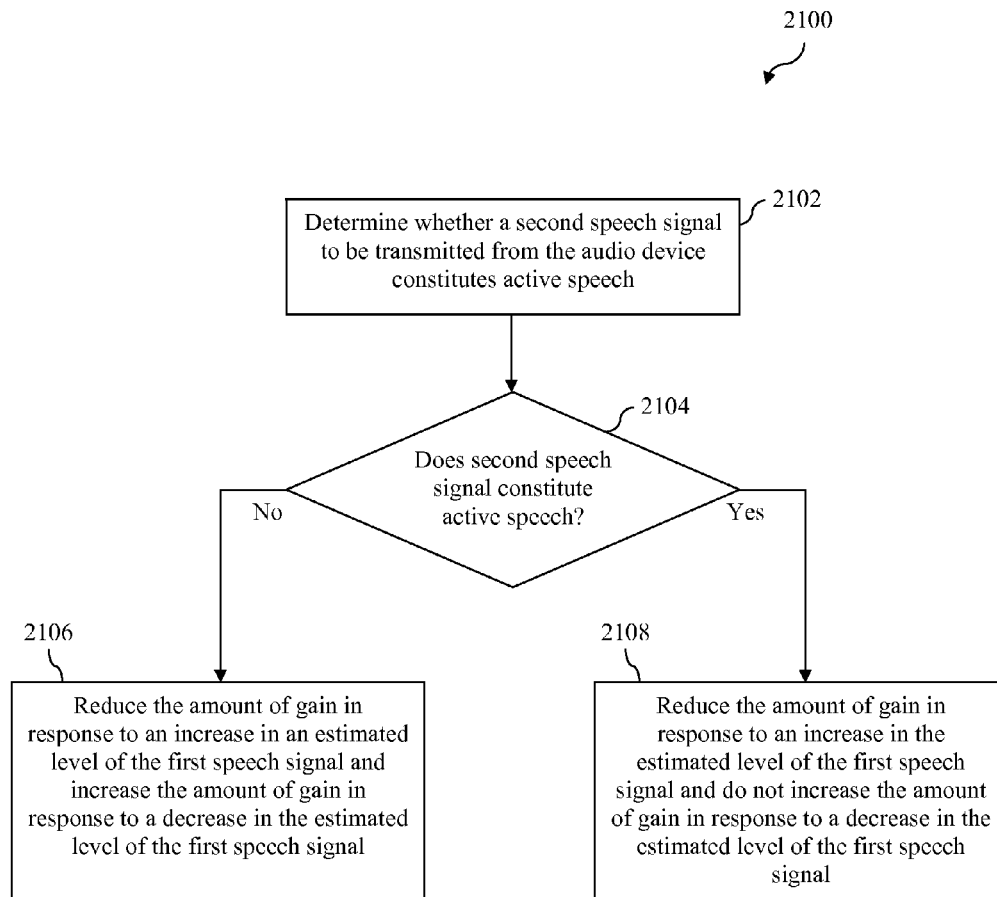 2100
2102
Determine whether a second speech signal
to be transmitted from the audio device
constitutes active speech
2104
Does second speech
signal constitute
active speech?
No
Yes
2106
Reduce the amount of gain in
response to an increase in an estimated
level of the first speech signal and
increase the amount of gain in
response to a decrease in the estimated
level of the first speech signal
2108
Reduce the amount of gain in
response to an increase in the
estimated level of the first speech
signal and do not increase the amount
of gain in response to a decrease in the
estimated level of the first speech
signal